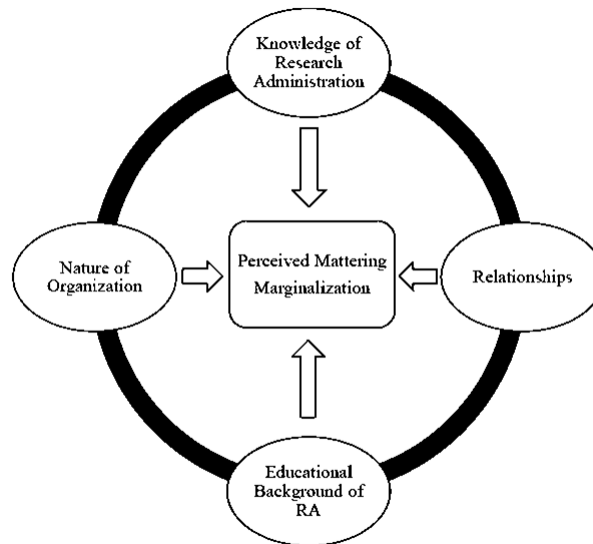 Knowledge of
Research
Administration
Nature of
Organization
Perceived Mattering
Marginalization
Relationships
Educational
Background of
RA